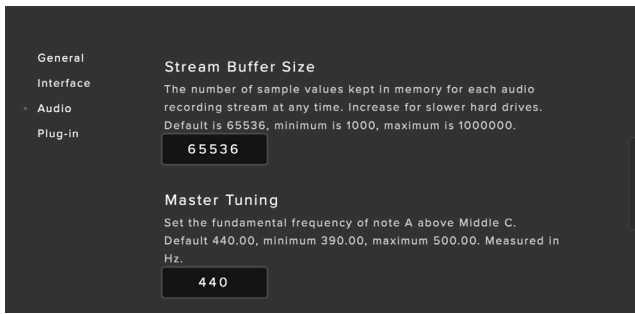 General
Interface
Audio
Plug-in
Stream Buffer Size
The number of sample values kept in memory for each audio
recording stream at any time. Increase for slower hard drives.
Default is 65536, minimum is 1000, maximum is 1000000.
65536
Master Tuning
Set the fundamental frequency of note A above Middle C.
Default 440.00, minimum 390.00, maximum 500.00. Measured in
Hz.
440